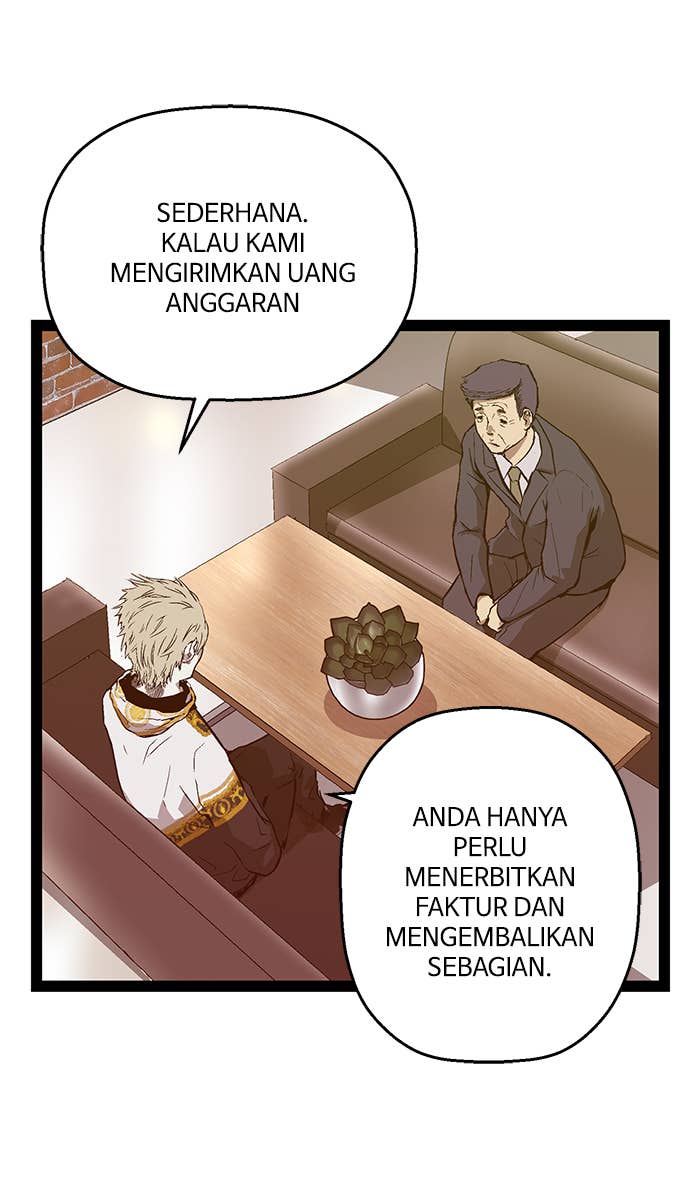 SEDERHANA.
KALAU KAMI
MENGIRIMKAN UANG
ANGGARAN
ANDA HANYA
PERLU
MENERBITKAN
FAKTUR DAN
MENGEMBALIKAN
SEBAGIAN.